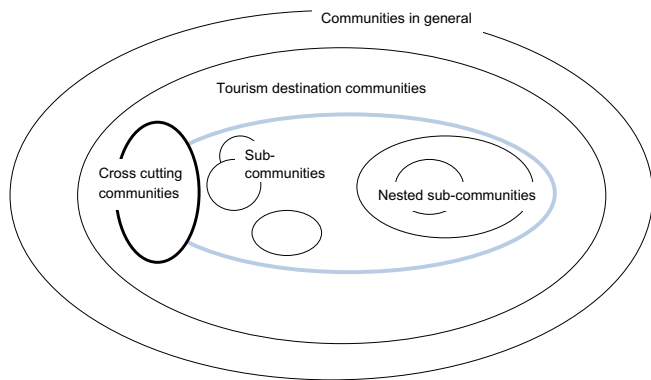 Communities in general
Tourism destination communities
Sub-
communities
Cross cutting
communities
Nested sub-communities